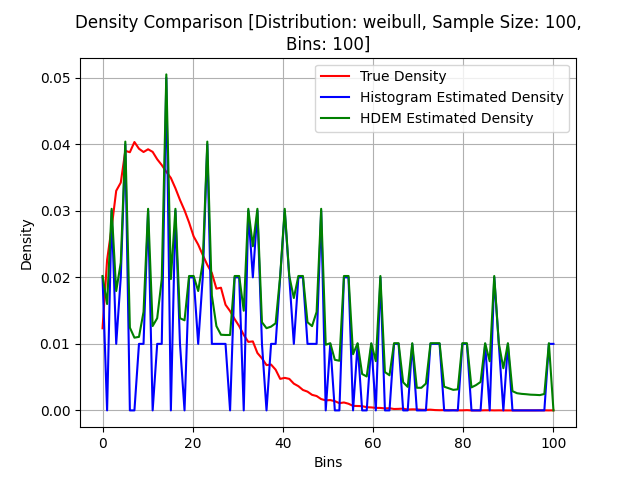 Density Comparison [Distribution: weibull, Sample Size: 100,
Bins: 100]
True Density
Histogram Estimated Density
HDEM Estimated Density
Density
0.05
0.04
0.03
0.02
0.01
0.00
0 20 40 60 80 100
Bins